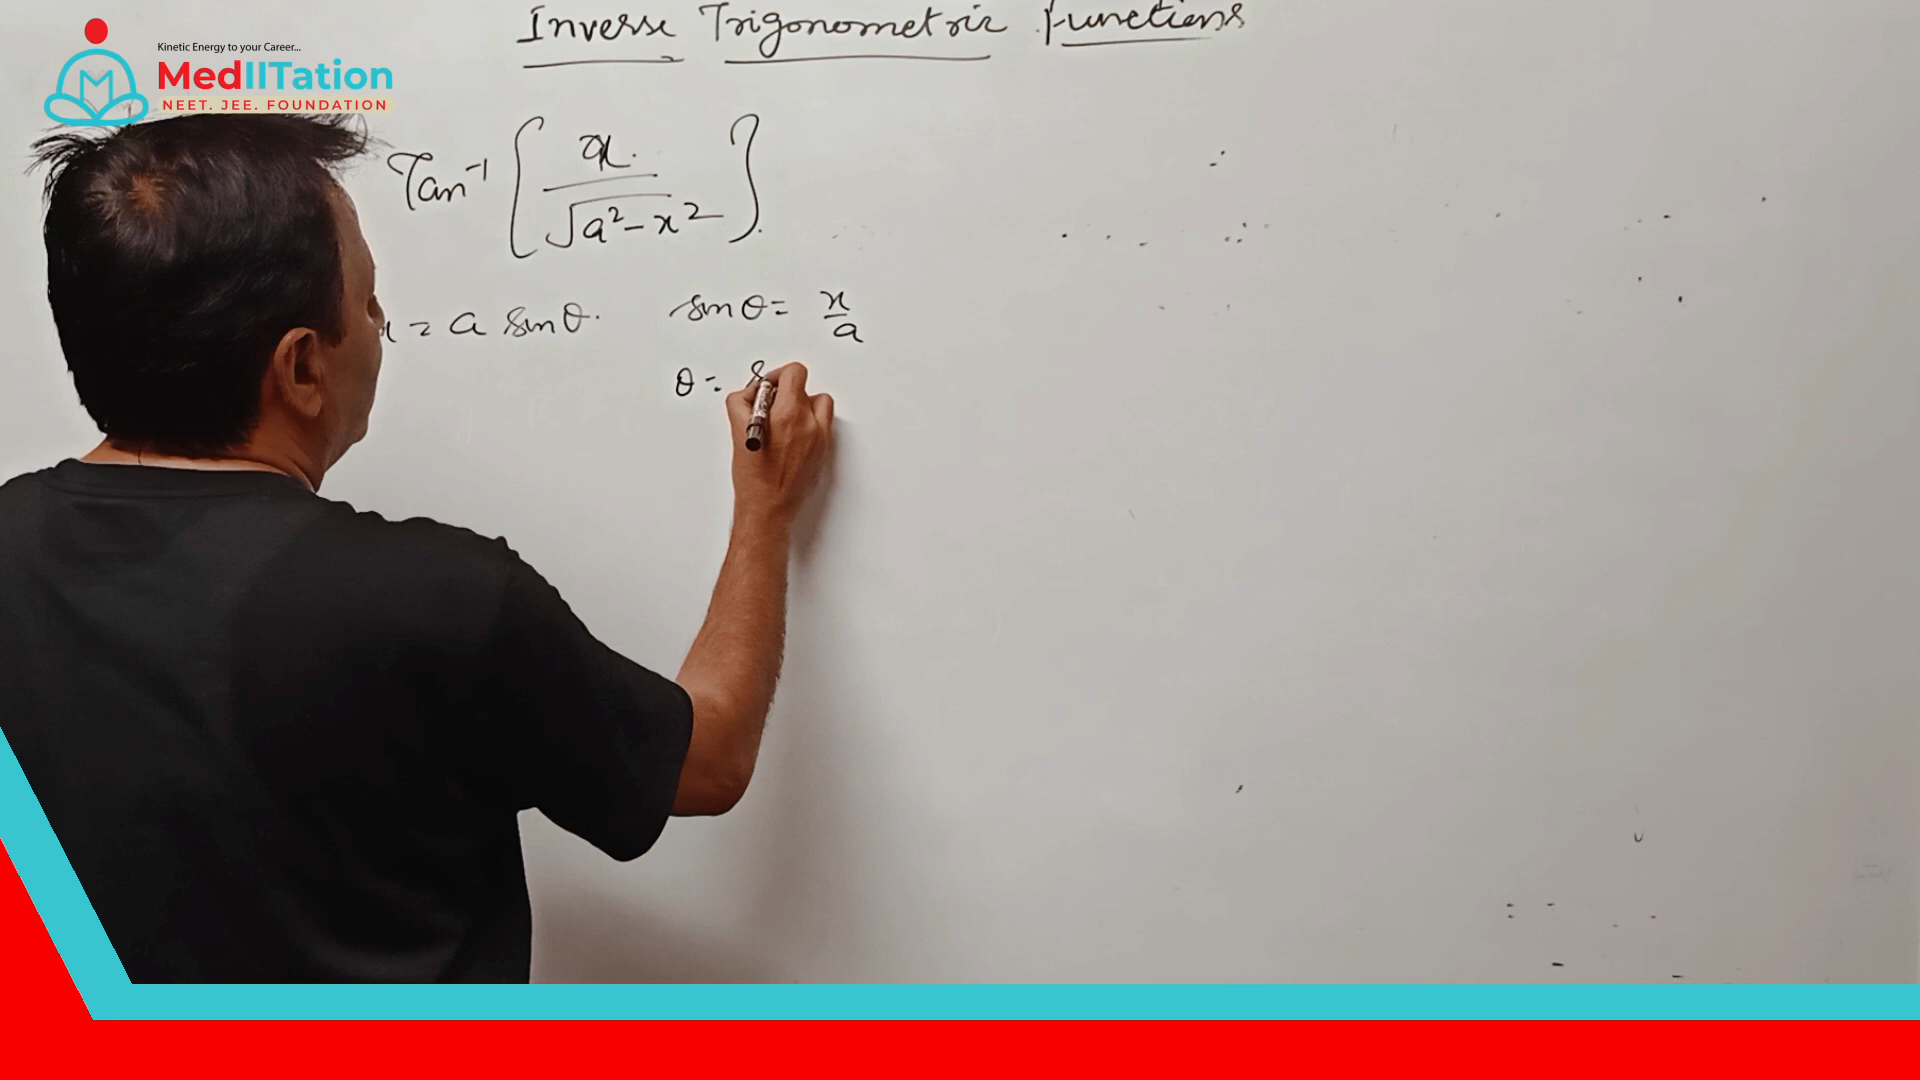 Inverse Trigonometric Functions
Kinetic Energy to your Career...
MedIITation
NEET. JEE. FOUNDATION
Tan⁻¹ [x / √a² - x²]
x = a sinθ. sinθ = x/a
θ = s